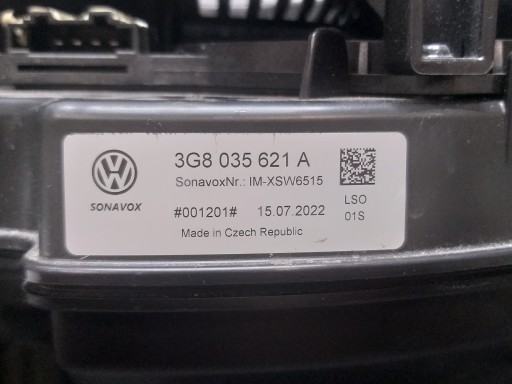 3G8 035 621 A
SonavoxNr.: IM-XSW6515
SONAVOX
LSO
#001201# 15.07.2022
01S
Made in Czech Republic